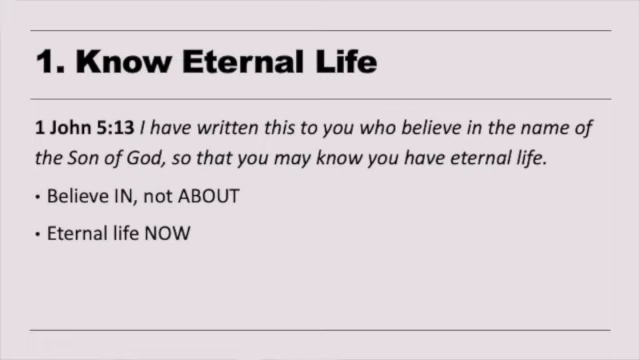 1. Know Eternal Life
1 John 5:13 I have written this to you who believe in the name of
the Son of God, so that you may know you have eternal life.
• Believe IN, not ABOUT
• Eternal life NOW